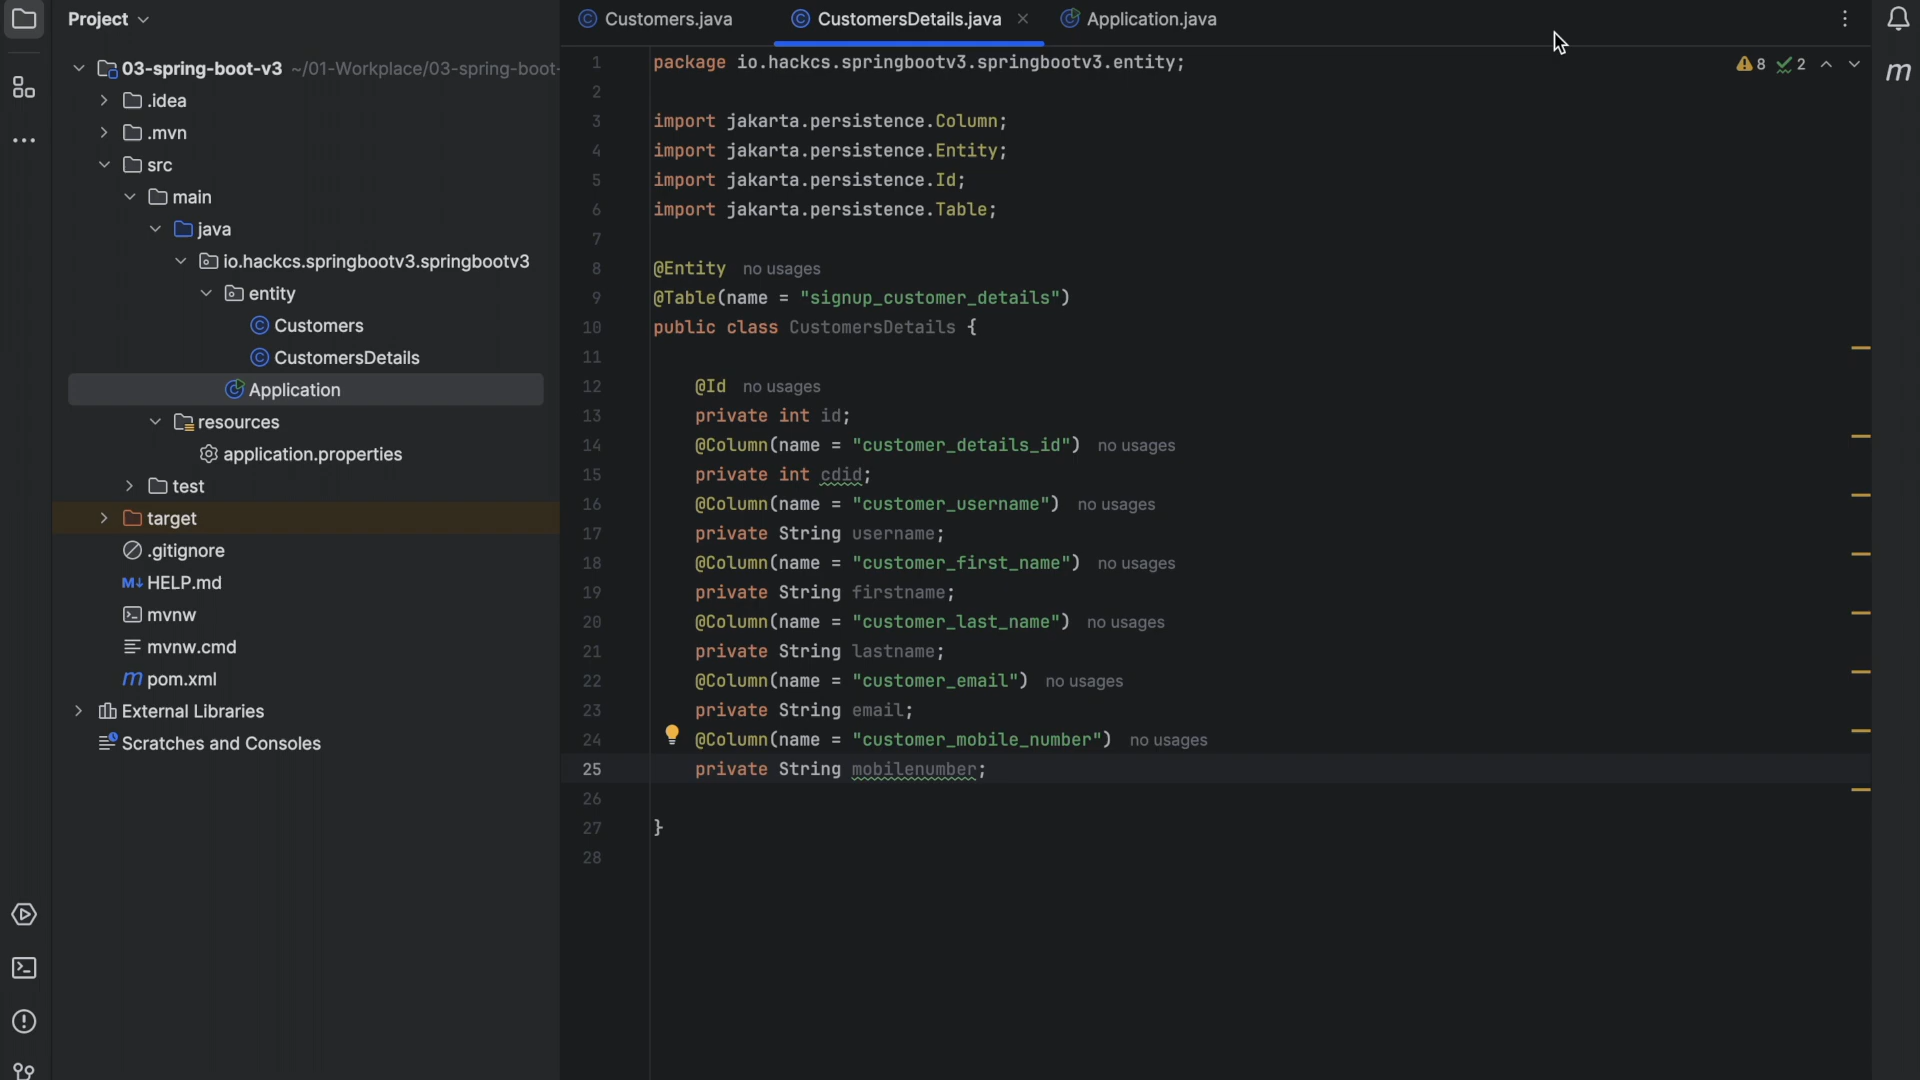 Project
03-spring-boot-v3 ~/01-Workplace/03-spring-boot-
.idea
.mvn
src
main
java
io.hackcs.springbootv3.springbootv3
entity
Customers
CustomersDetails
Application
resources
application.properties
test
target
.gitignore
M↓ HELP.md
mvnw
mvnw.cmd
m pom.xml
External Libraries
Scratches and Consoles
Customers.java
CustomersDetails.java
Application.java
8 2
m
1 package io.hackcs.springbootv3.springbootv3.entity;
2
3 import jakarta.persistence.Column;
4 import jakarta.persistence.Entity;
5 import jakarta.persistence.Id;
6 import jakarta.persistence.Table;
7
8 @Entity no usages
9 @Table(name = "signup_customer_details")
10 public class CustomersDetails {
11
12 @Id no usages
13 private int id;
14 @Column(name = "customer_details_id") no usages
15 private int cdid;
16 @Column(name = "customer_username") no usages
17 private String username;
18 @Column(name = "customer_first_name") no usages
19 private String firstname;
20 @Column(name = "customer_last_name") no usages
21 private String lastname;
22 @Column(name = "customer_email") no usages
23 private String email;
24 @Column(name = "customer_mobile_number") no usages
25 private String mobilenumber;
26
27 }
28